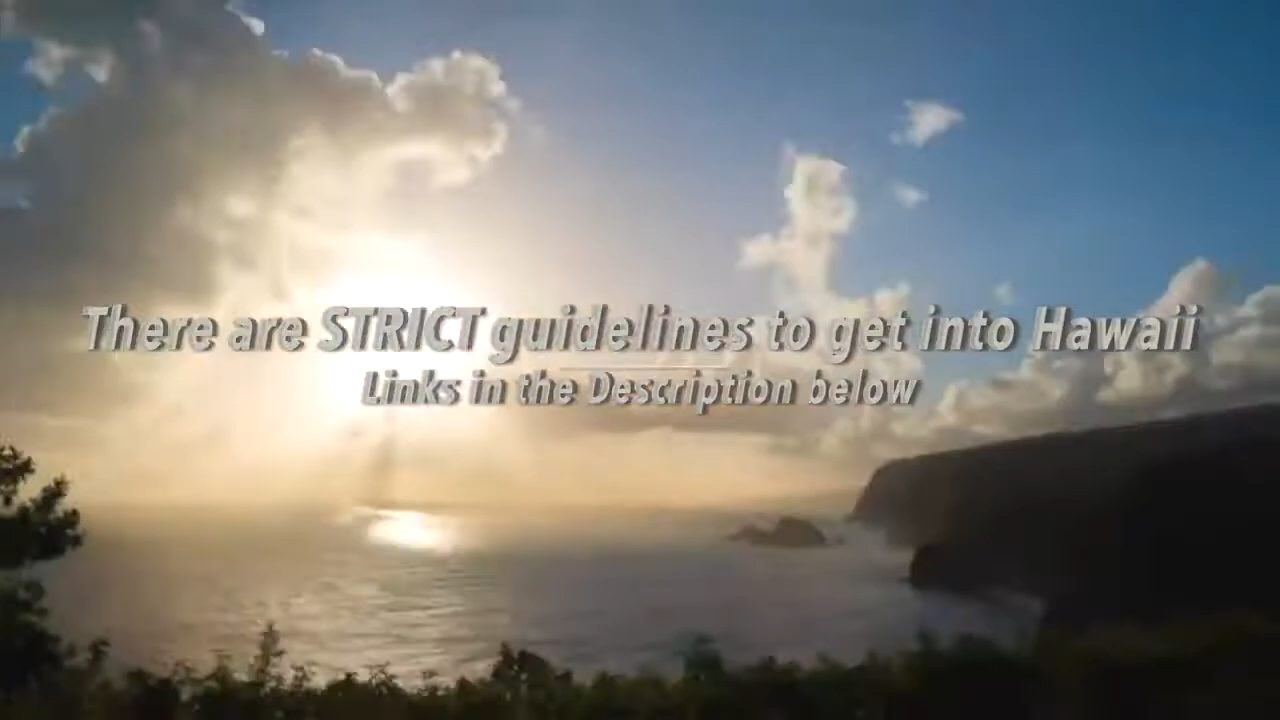 There are STRICT guidelines to get into Hawaii
Links in the Description below